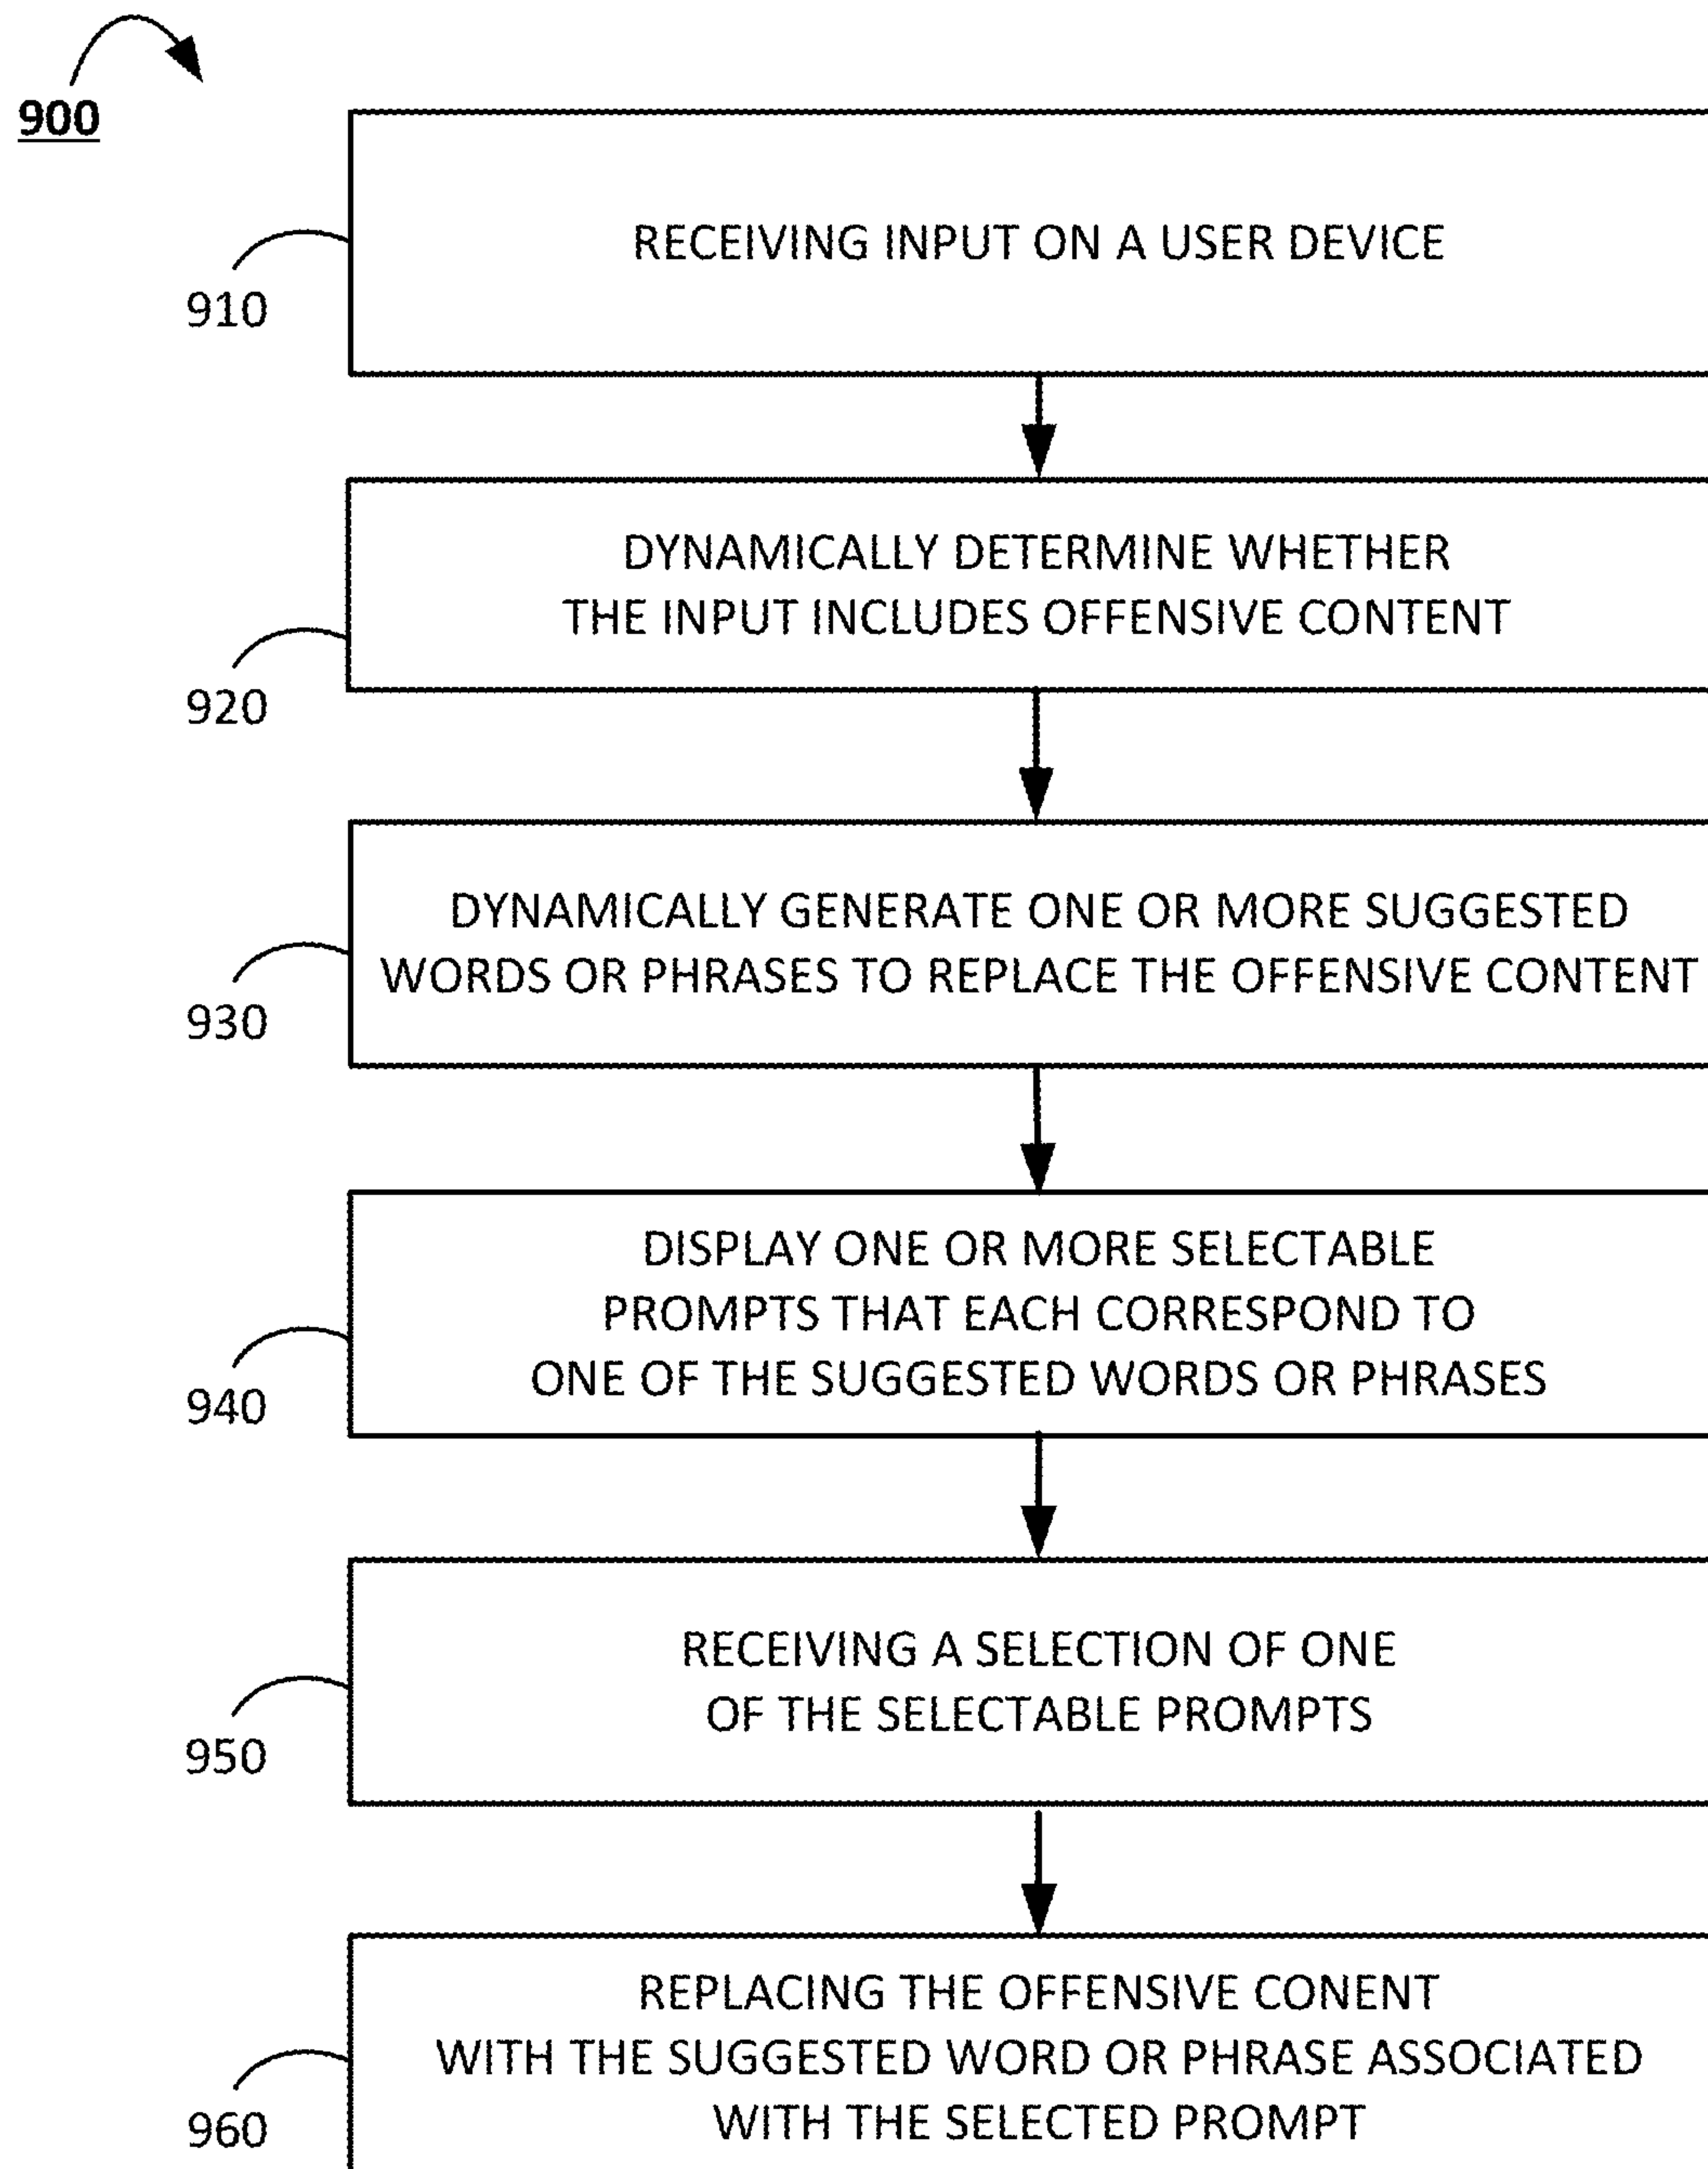 900
RECEIVING INPUT ON A USER DEVICE
910
DYNAMICALLY DETERMINE WHETHER
THE INPUT INCLUDES OFFENSIVE CONTENT
920
DYNAMICALLY GENERATE ONE OR MORE SUGGESTED
WORDS OR PHRASES TO REPLACE THE OFFENSIVE CONTENT
930
DISPLAY ONE OR MORE SELECTABLE
PROMPTS THAT EACH CORRESPOND TO
ONE OF THE SUGGESTED WORDS OR PHRASES
940
RECEIVING A SELECTION OF ONE
OF THE SELECTABLE PROMPTS
950
REPLACING THE OFFENSIVE CONENT
WITH THE SUGGESTED WORD OR PHRASE ASSOCIATED
WITH THE SELECTED PROMPT
960